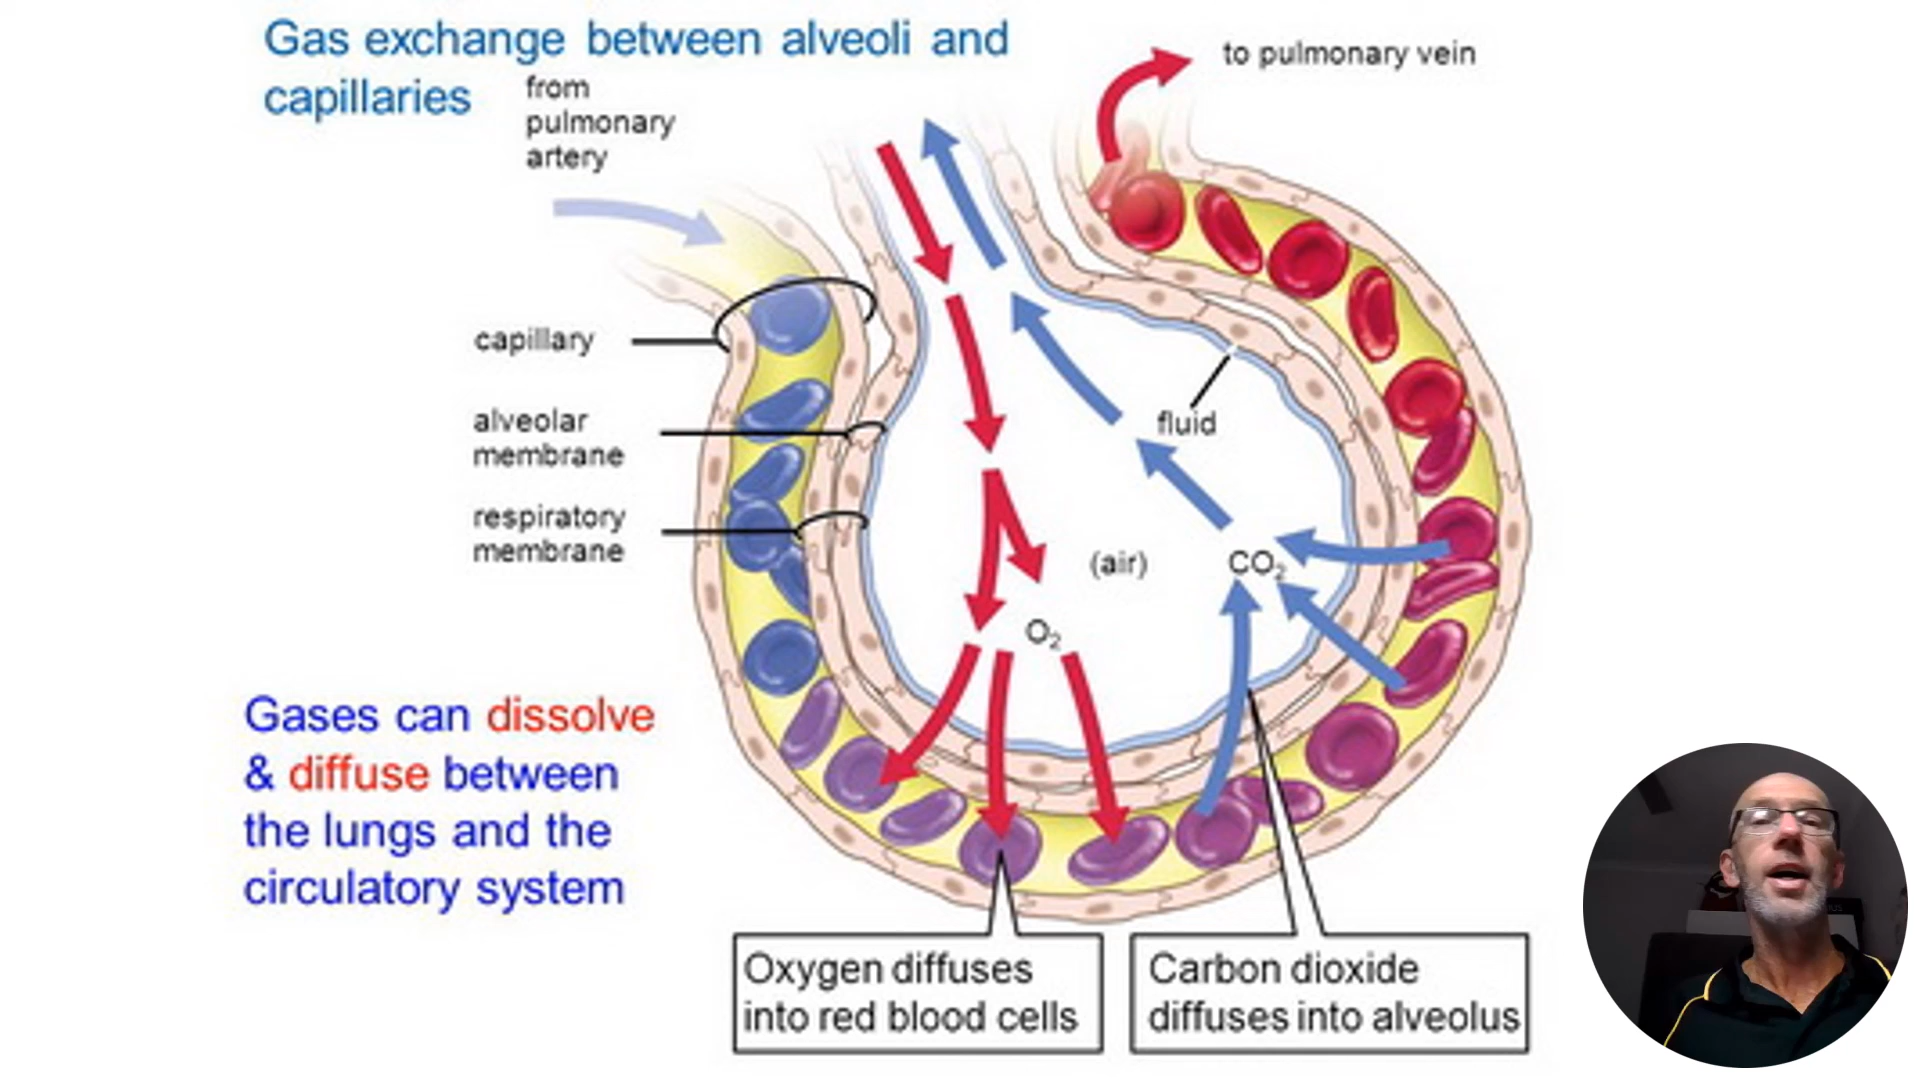 Gas exchange between alveoli and
capillaries
from
pulmonary
artery
to pulmonary vein
capillary
alveolar
membrane
respiratory
membrane
fluid
(air)
CO₂
O₂
Gases can dissolve
& diffuse between
the lungs and the
circulatory system
Oxygen diffuses
into red blood cells
Carbon dioxide
diffuses into alveolus